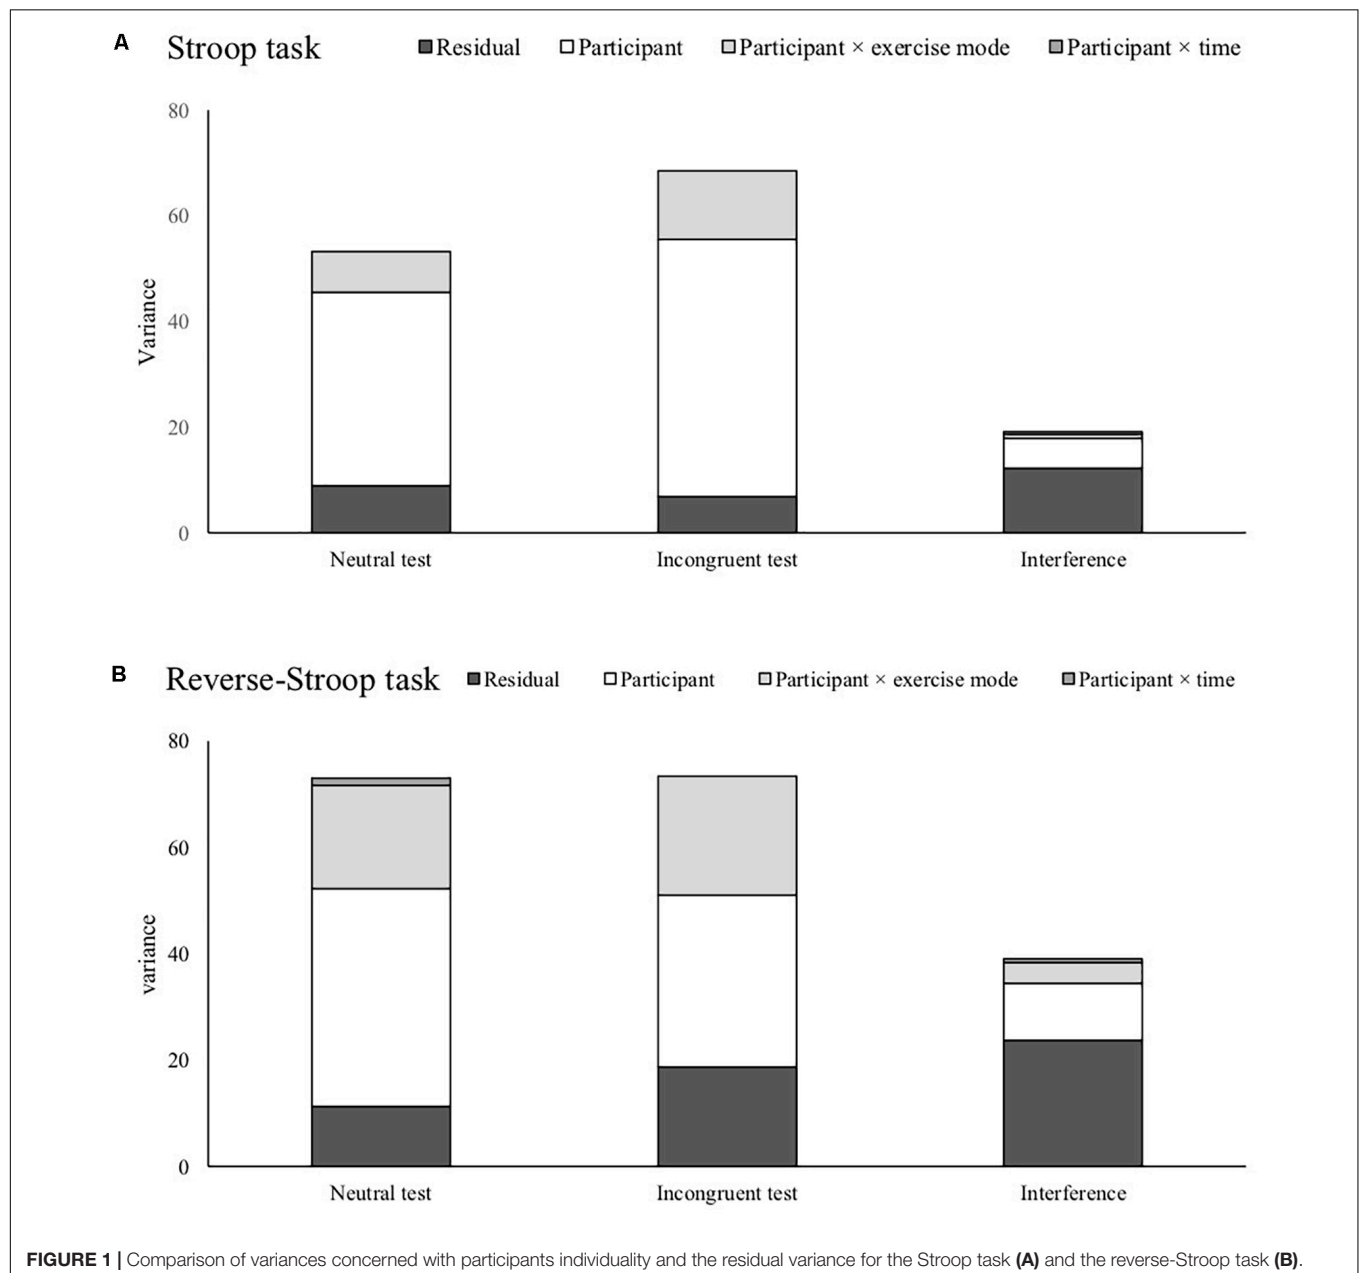 A Stroop task Residual Participant Participant × exercise mode Participant × time
80
60
40
20
0
Variance
Neutral test Incongruent test Interference
B Reverse-Stroop task Residual Participant Participant × exercise mode Participant × time
80
60
40
20
0
variance
Neutral test Incongruent test Interference
FIGURE 1 | Comparison of variances concerned with participants individuality and the residual variance for the Stroop task (A) and the reverse-Stroop task (B).